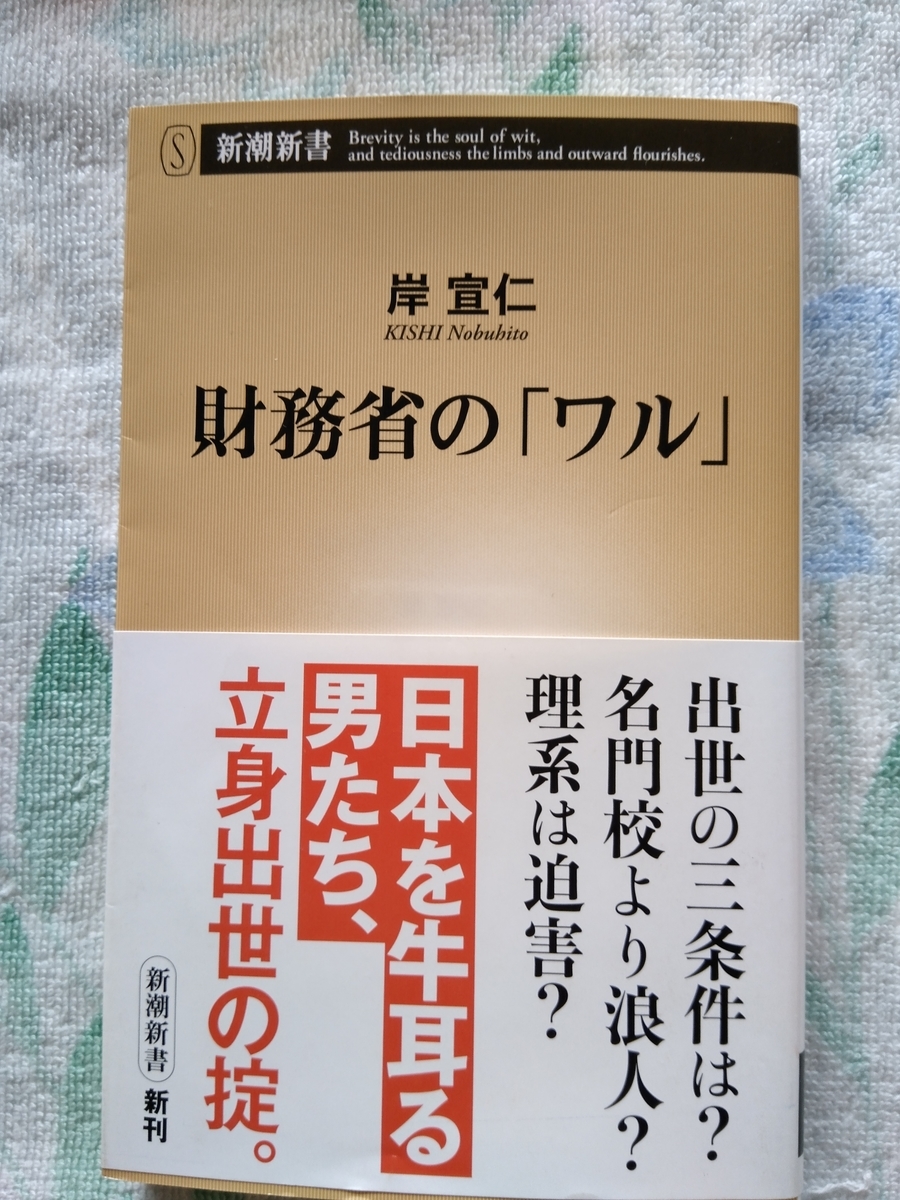 S
新潮新書
Brevity is the soul of wit,
and tediousness the limbs and outward flourishes.
岸 宣仁
KISHI Nobuhito
財務省の「ワル」
出世の三条件は?
名門校より浪人?
理系は迫害?
日本を牛耳る
男たち、
立身出世の掟。
新潮新書
新刊